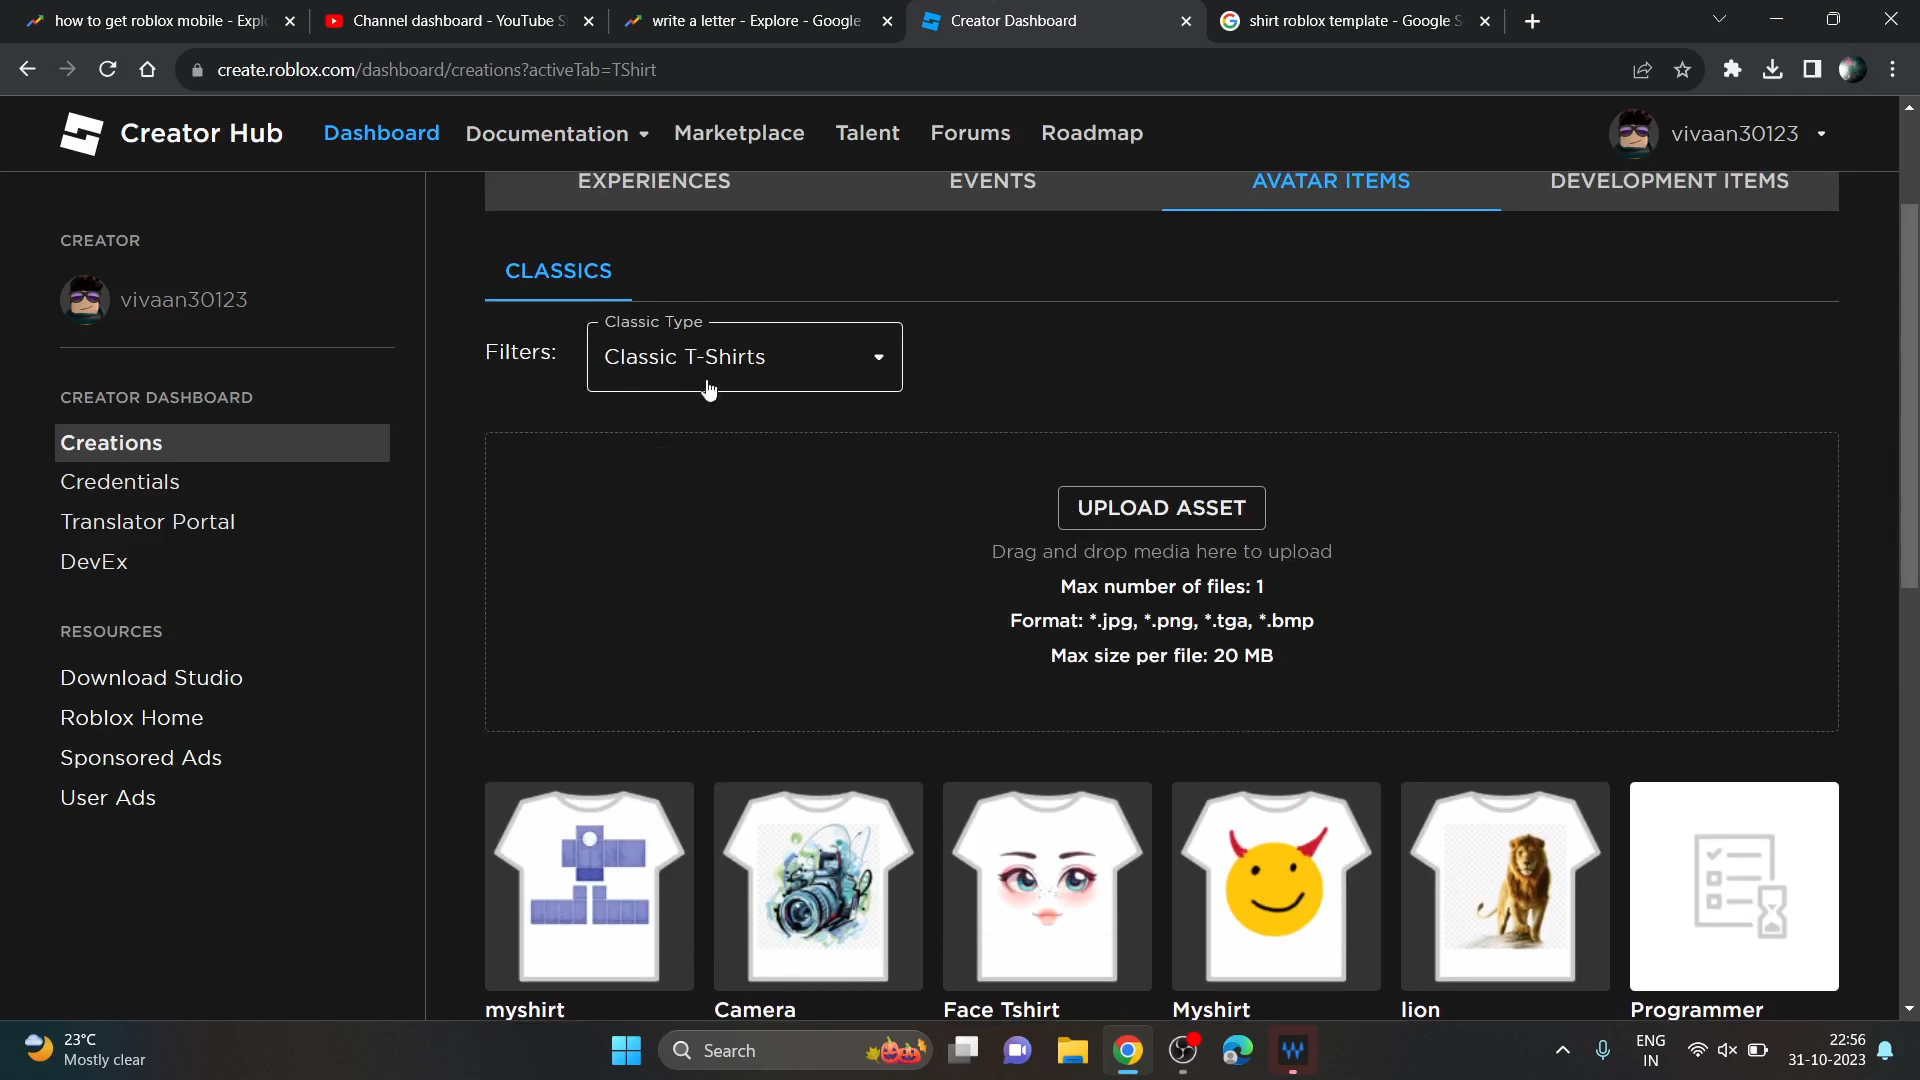 how to get roblox mobile - Expl
Channel dashboard - YouTube S
write a letter - Explore - Google
Creator Dashboard
shirt roblox template - Google S
create.roblox.com/dashboard/creations?activeTab=TShirt
Creator Hub
Dashboard
Documentation
Marketplace
Talent
Forums
Roadmap
vivaan30123
EXPERIENCES
EVENTS
AVATAR ITEMS
DEVELOPMENT ITEMS
CREATOR
vivaan30123
CREATOR DASHBOARD
Creations
Credentials
Translator Portal
DevEx
RESOURCES
Download Studio
Roblox Home
Sponsored Ads
User Ads
CLASSICS
Filters:
Classic Type
Classic T-Shirts
UPLOAD ASSET
Drag and drop media here to upload
Max number of files: 1
Format: *.jpg, *.png, *.tga, *.bmp
Max size per file: 20 MB
myshirt
Camera
Face Tshirt
Myshirt
lion
Programmer
23°C
Mostly clear
Search
ENG
IN
22:56
31-10-2023